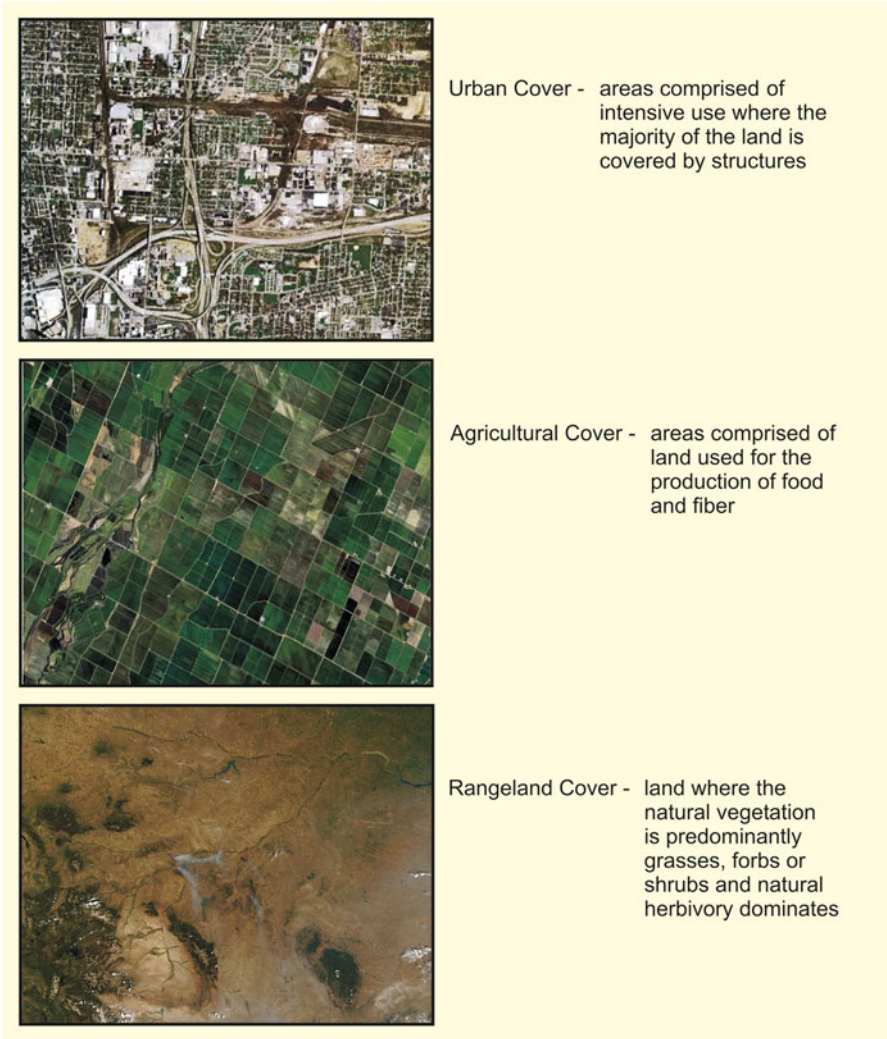 Urban Cover - areas comprised of
intensive use where the
majority of the land is
covered by structures
Agricultural Cover - areas comprised of
land used for the
production of food
and fiber
Rangeland Cover - land where the
natural vegetation
is predominantly
grasses, forbs or
shrubs and natural
herbivory dominates